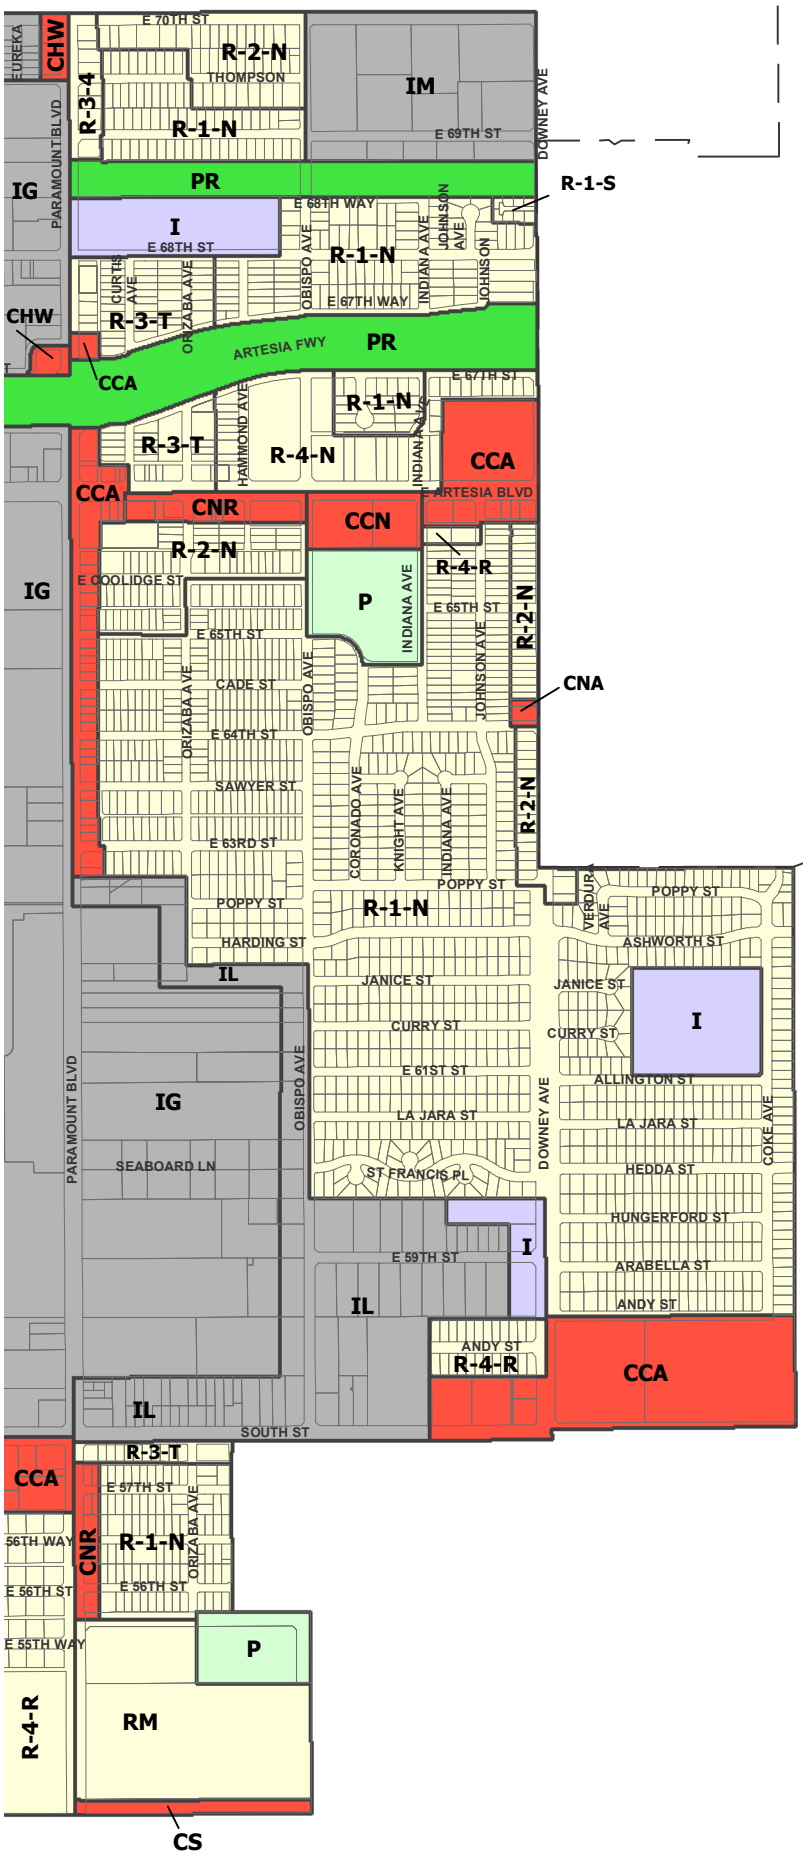 E 70TH ST
CHW
R-2-N
EUREKA
THOMPSON
IM
R-3-4
DOWNEY AVE
PARAMOUNT BLVD
R-1-N
E 69TH ST
IG
PR
R-1-S
E 68TH WAY
JOHNSON AVE
I
E 68TH ST
OBISPO AVE
R-1-N
INDIANA AVE
JOHNSON
CURTIS AVE
ORIZABA AVE
E 67TH WAY
CHW
R-3-T
ARTESIA FWY
PR
CCA
E 67TH ST
R-1-N
HAMMOND AVE
R-3-T
R-4-N
INDIANA AVE
CCA
CCA
CNR
E ARTESIA BLVD
CCN
R-2-N
R-4-R
IG
E COOLIDGE ST
P
INDIANA AVE
E 65TH ST
R-2-N
E 65TH ST
ORIZABA AVE
CADE ST
OBISPO AVE
JOHNSON AVE
CNA
E 64TH ST
SAWYER ST
CORONADO AVE
KNIGHT AVE
INDIANA AVE
R-2-N
E 63RD ST
POPPY ST
VERDURA AVE
POPPY ST
POPPY ST
R-1-N
HARDING ST
ASHWORTH ST
IL
JANICE ST
JANICE ST
I
CURRY ST
CURRY ST
PARAMOUNT BLVD
OBISPO AVE
E 61ST ST
ALLINGTON ST
IG
DOWNEY AVE
COKE AVE
LA JARA ST
LA JARA ST
SEABOARD LN
ST FRANCIS PL
HEDDA ST
HUNGERFORD ST
I
E 59TH ST
ARABELLA ST
IL
ANDY ST
ANDY ST
R-4-R
CCA
IL
SOUTH ST
R-3-T
CCA
E 57TH ST
ORIZABA AVE
56TH WAY
CNR
R-1-N
E 56TH ST
E 56TH ST
E 55TH WAY
P
R-4-R
RM
CS